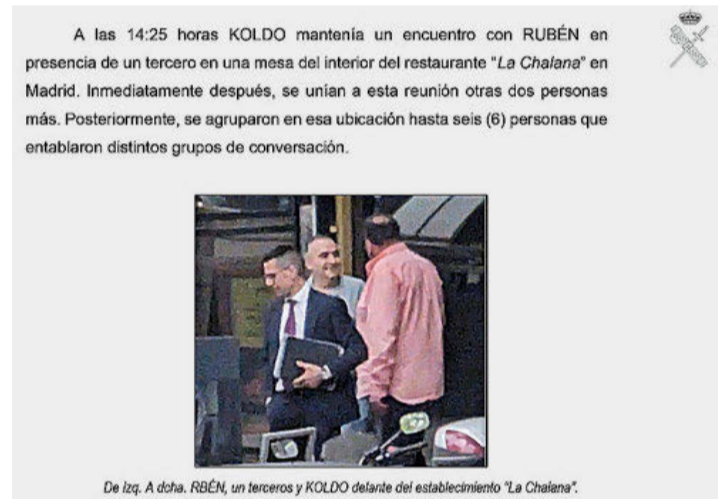 A las 14:25 horas KOLDO mantenía un encuentro con RUBÉN en
presencia de un tercero en una mesa del interior del restaurante "La Chalana" en
Madrid. Inmediatamente después, se unían a esta reunión otras dos personas
más. Posteriormente, se agruparon en esa ubicación hasta seis (6) personas que
entablaron distintos grupos de conversación.
De izq. A dcha. RBÉN, un terceros y KOLDO delante del establecimiento "La Chalana".